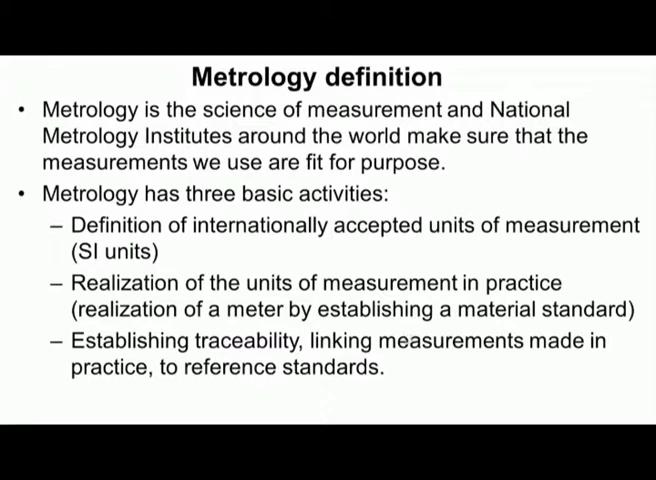 Metrology definition
• Metrology is the science of measurement and National
Metrology Institutes around the world make sure that the
measurements we use are fit for purpose.
• Metrology has three basic activities:
– Definition of internationally accepted units of measurement
(SI units)
– Realization of the units of measurement in practice
(realization of a meter by establishing a material standard)
– Establishing traceability, linking measurements made in
practice, to reference standards.